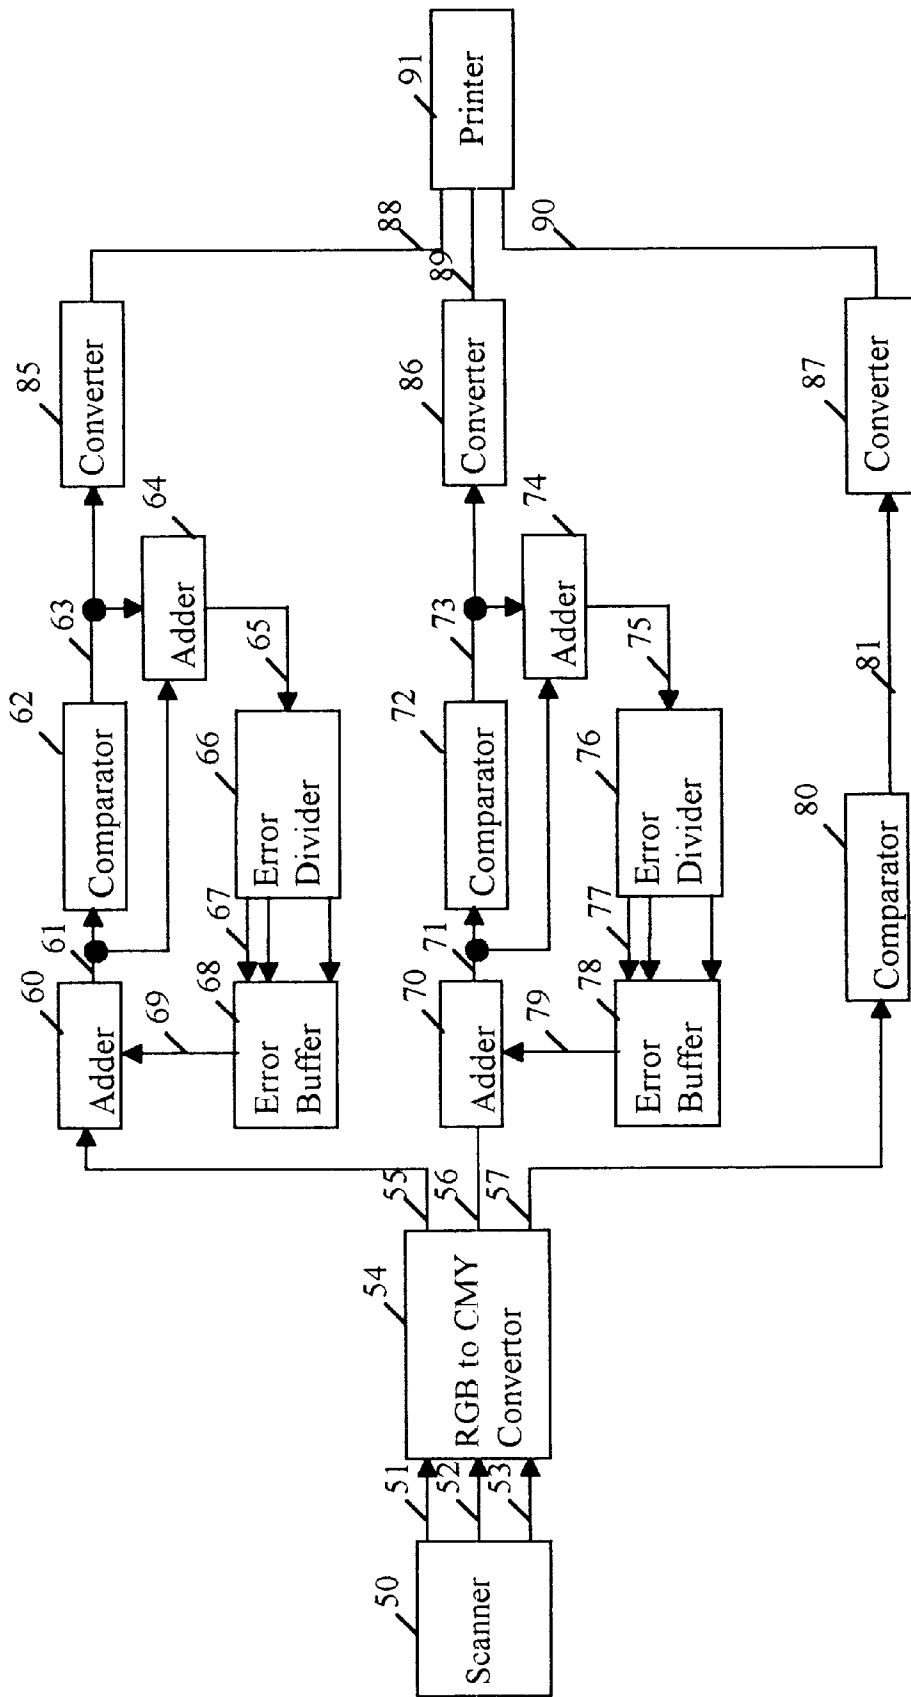 50
Scanner
51
52
53
54
RGB to CMY
Convertor
55
56
57
60
Adder
61
62
Comparator
63
64
Adder
65
66
Error
Divider
67
68
Error
Buffer
69
85
Converter
88
70
Adder
71
72
Comparator
73
74
Adder
75
76
Error
Divider
77
78
Error
Buffer
79
86
Converter
89
80
Comparator
81
87
Converter
90
91
Printer